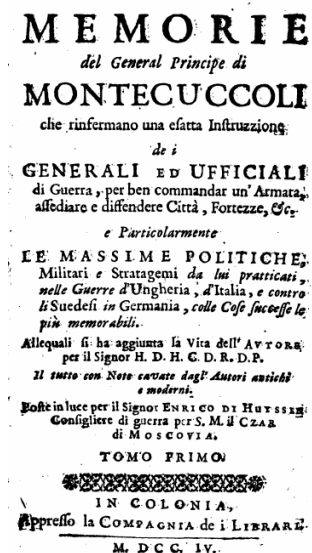 MEMORIE
del General Principe di
MONTECUCCOLI
che rinfermano una esatta Instruzzione
de i
GENERALI ED UFFICIALI
di Guerra, per ben commandar un' Armata,
assediare e diffendere Città, Fortezze, &c.
e Particolarmente
LE MASSIME POLITICHE,
Militari e Stratagemi da lui pratticati,
nelle Guerre d'Ungheria, d'Italia, e contro
li Suedesi in Germania, colle Cose successe le
più memorabili.
Allequali si ha aggiunta la Vita dell' AUTORE
per il Signor H. D. H. C. D. R. D. P.
Il tutto con Note cavate dagl' Autori antichi
e moderni.
Poste in luce per il Signor ENRICO DI HUYSSEN
Consigliere di guerra per S. M. il CZAR
di MOSCOVIA.
TOMO PRIMO
IN COLONIA,
Appresso la COMPAGNIA de i LIBRARI.
M. D C C. IV.